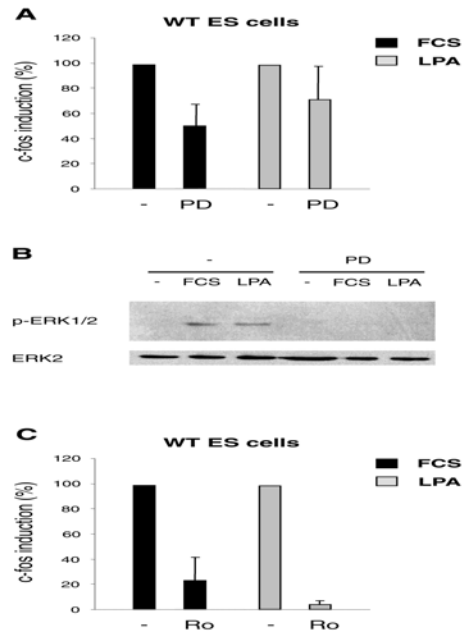 A
WT ES cells
FCS
LPA
c-fos induction (%)
120
100
80
60
40
20
0
- PD - PD
B
- PD
- FCS LPA - FCS LPA
p-ERK1/2
ERK2
C
WT ES cells
FCS
LPA
c-fos induction (%)
120
100
80
60
40
20
0
- Ro - Ro